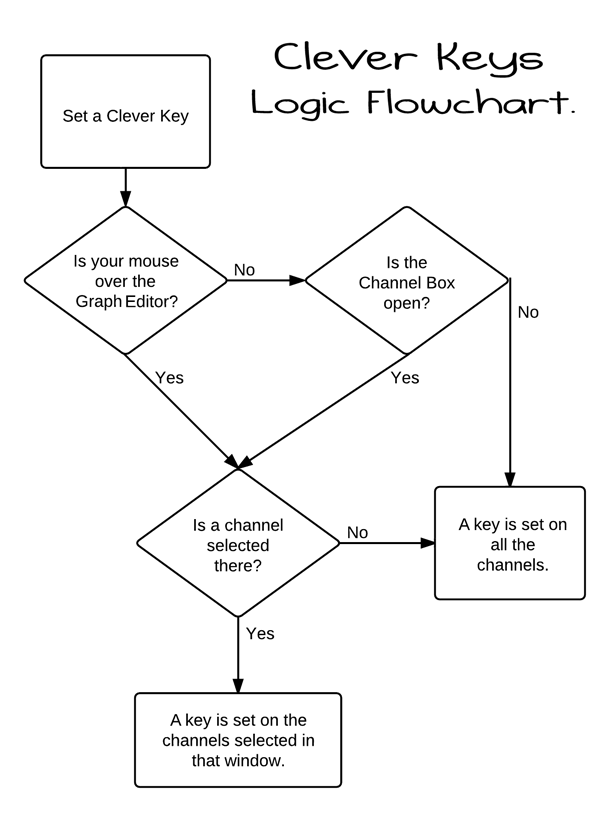 Clever Keys
Logic Flowchart.
Set a Clever Key
Is your mouse
over the
Graph Editor?
No
Is the
Channel Box
open?
No
Yes
Yes
Is a channel
selected
there?
No
A key is set on
all the
channels.
Yes
A key is set on the
channels selected in
that window.